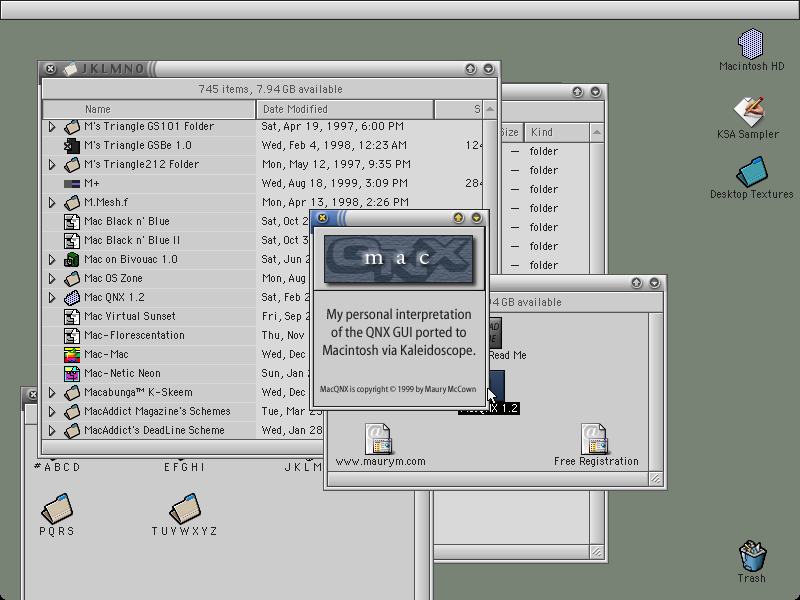 Macintosh HD
KSA Sampler
Desktop Textures
Trash
JKLMNO
745 items, 7.94 GB available
Name Date Modified S
M's Triangle GS101 Folder Sat, Apr 19, 1997, 6:00 PM
M's Triangle GSBe 1.0 Wed, Feb 4, 1998, 12:23 AM 124
M's Triangle212 Folder Mon, May 12, 1997, 9:35 PM
M+ Wed, Aug 18, 1999, 3:09 PM 284
M.Mesh.f Mon, Apr 13, 1998, 2:26 PM
Mac Black n' Blue Sat, Oct 2
Mac Black n' Blue II Sat, Oct 3
Mac on Bivouac 1.0 Sat, Jun 2
Mac OS Zone Mon, Aug
Mac QNX 1.2 Sat, Feb 2
Mac Virtual Sunset Fri, Sep
Mac-Florescentation Thu, Nov
Mac-Mac Wed, Dec
Mac-Netic Neon Sun, Jan
Macabunga™ K-Skeem Wed, Dec
MacAddict Magazine's Schemes Tue, Mar 23
MacAddict's DeadLine Scheme Wed, Jan 28
Size Kind
— folder
— folder
— folder
— folder
— folder
— folder
— folder
QNX
mac
My personal interpretation
of the QNX GUI ported to
Macintosh via Kaleidoscope.
MacQNX is copyright © 1999 by Maury McCown
94 GB available
Read Me
1.2
www.maurym.com
Free Registration
#ABCD
EFGHI
JKLM
PQRS
TUVWXYZ